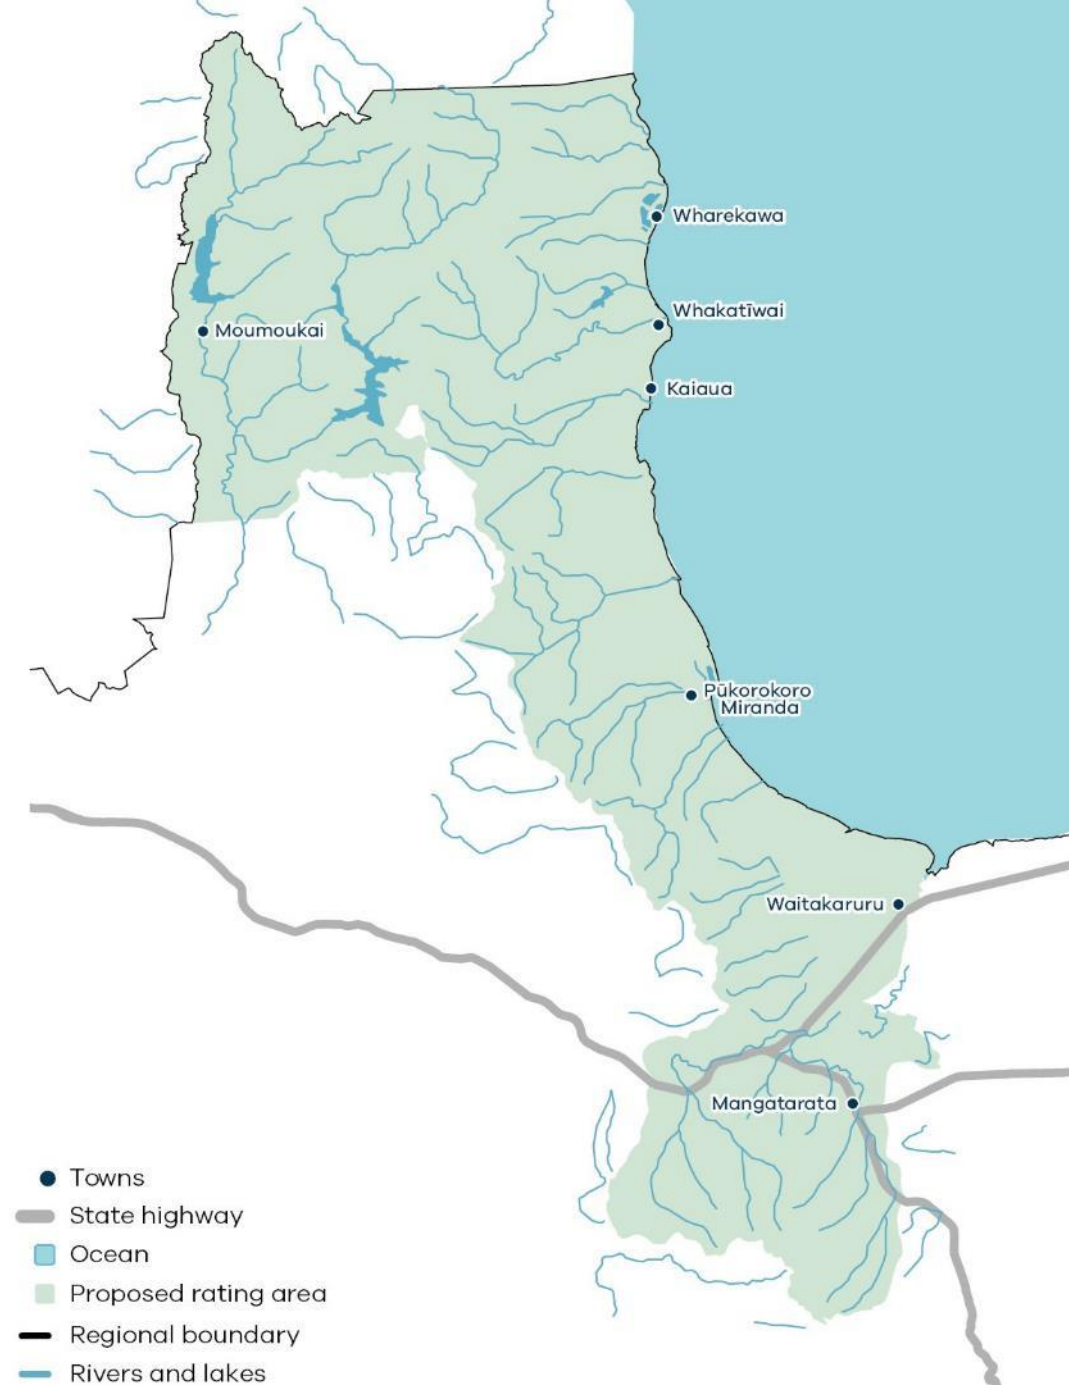 Wharekawa
Whakatīwai
Moumoukai
Kaiaua
Pūkorokoro
Miranda
Waitakaruru
Mangatarata
Towns
State highway
Ocean
Proposed rating area
Regional boundary
Rivers and lakes